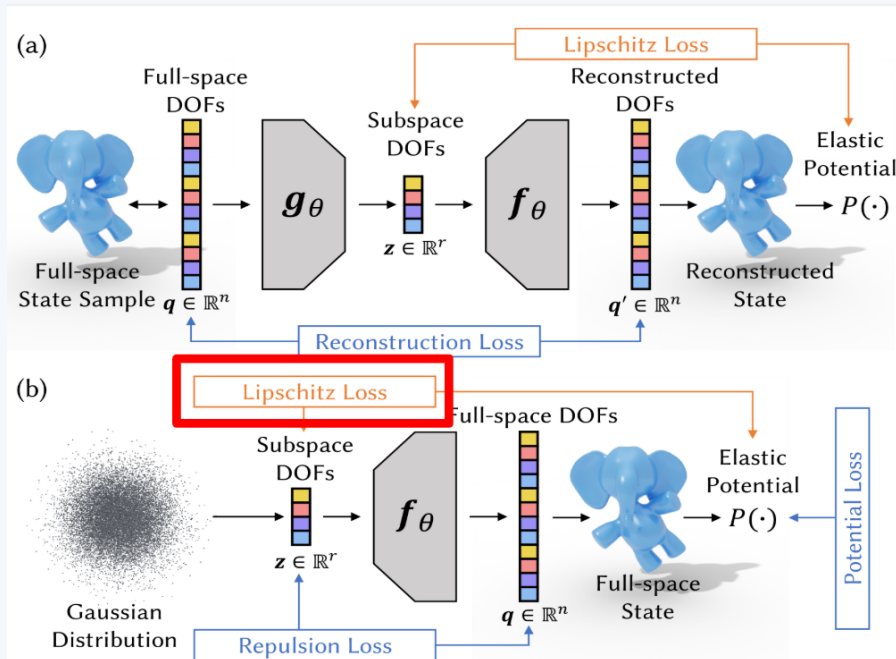 (a)
Lipschitz Loss
Full-space
DOFs
Subspace
DOFs
Reconstructed
DOFs
Elastic
Potential
g_θ
f_θ
P(·)
z ∈ ℝ^r
Full-space
State Sample
q ∈ ℝ^n
q′ ∈ ℝ^n
Reconstructed
State
Reconstruction Loss
(b)
Lipschitz Loss
Full-space DOFs
Subspace
DOFs
Elastic
Potential
f_θ
P(·)
Potential Loss
z ∈ ℝ^r
Full-space
State
Gaussian
Distribution
q ∈ ℝ^n
Repulsion Loss